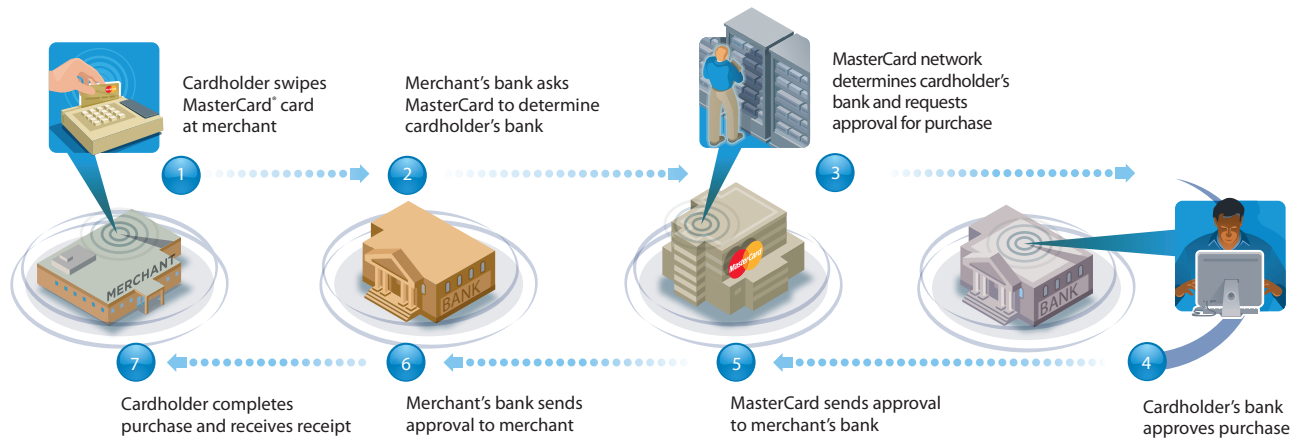 Cardholder swipes
MasterCard® card
at merchant
Merchant's bank asks
MasterCard to determine
cardholder's bank
MasterCard network
determines cardholder's
bank and requests
approval for purchase
1
2
3
MERCHANT
BANK
MasterCard
BANK
7
6
5
4
Cardholder completes
purchase and receives receipt
Merchant's bank sends
approval to merchant
MasterCard sends approval
to merchant's bank
Cardholder's bank
approves purchase